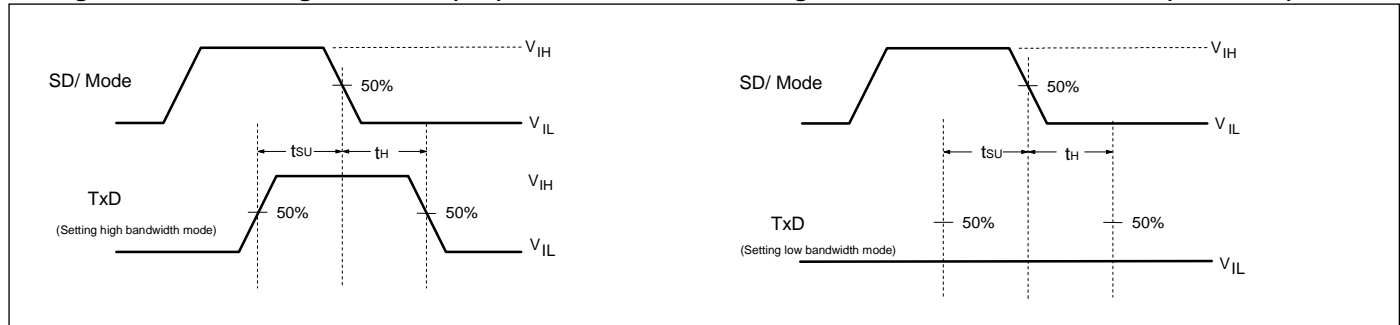 V IH
SD/ Mode
50%
V IL
tSU
tH
V IH
TxD
50%
50%
(Setting high bandwidth mode)
V IL
V IH
SD/ Mode
50%
V IL
tSU
tH
TxD
50%
50%
(Setting low bandwidth mode)
V IL